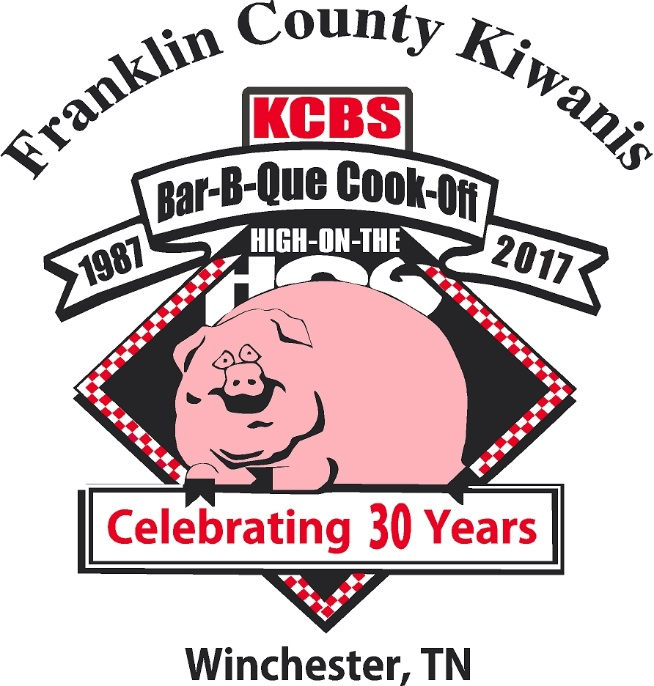 Franklin County Kiwanis
KCBS
Bar-B-Que Cook-Off
1987
2017
HIGH-ON-THE
HOG
Celebrating 30 Years
Winchester, TN